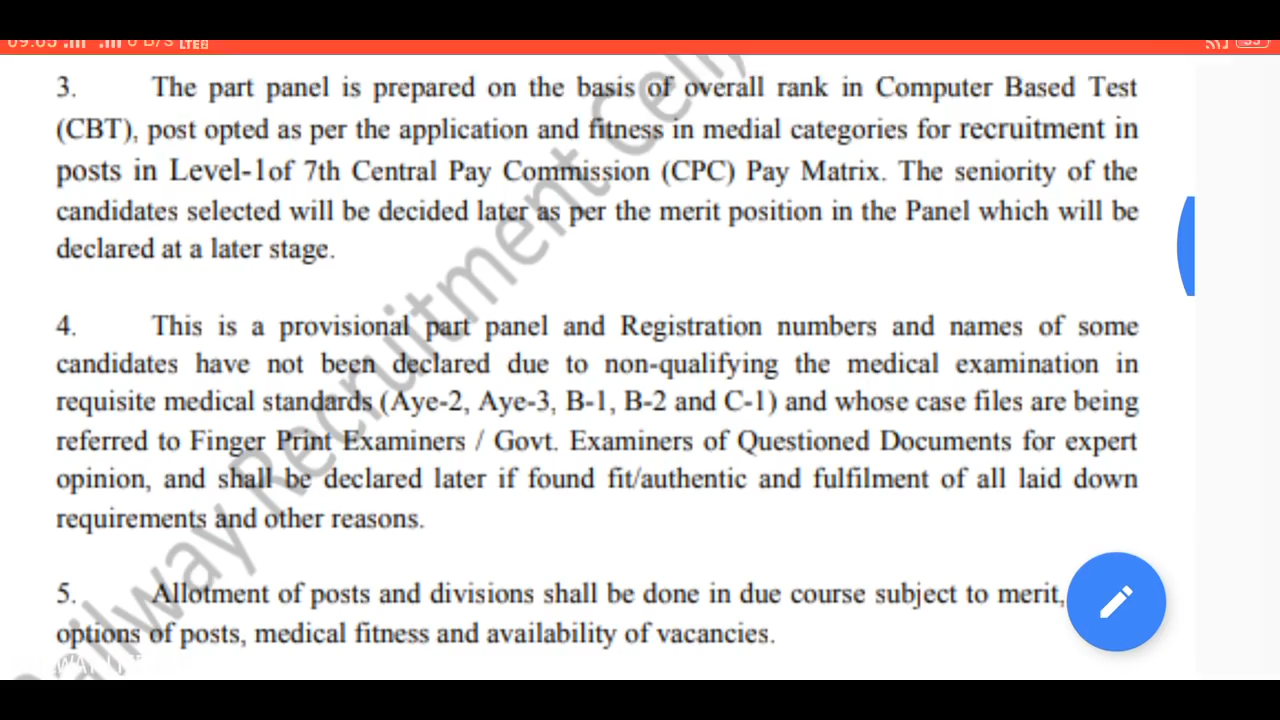 LTE2
3. The part panel is prepared on the basis of overall rank in Computer Based Test
(CBT), post opted as per the application and fitness in medial categories for recruitment in
posts in Level-1of 7th Central Pay Commission (CPC) Pay Matrix. The seniority of the
candidates selected will be decided later as per the merit position in the Panel which will be
declared at a later stage.
4. This is a provisional part panel and Registration numbers and names of some
candidates have not been declared due to non-qualifying the medical examination in
requisite medical standards (Aye-2, Aye-3, B-1, B-2 and C-1) and whose case files are being
referred to Finger Print Examiners / Govt. Examiners of Questioned Documents for expert
opinion, and shall be declared later if found fit/authentic and fulfilment of all laid down
requirements and other reasons.
5. Allotment of posts and divisions shall be done in due course subject to merit,
options of posts, medical fitness and availability of vacancies.
Railway Recruitment Cell,